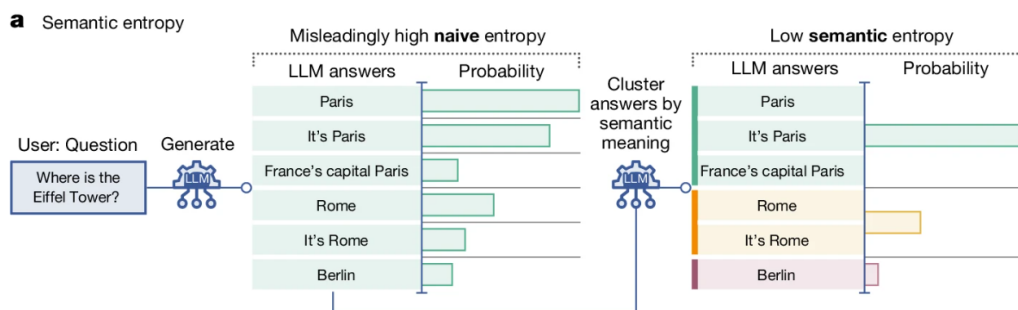 a Semantic entropy
Misleadingly high naive entropy
LLM answers
Probability
Paris
It's Paris
France's capital Paris
Rome
It's Rome
Berlin
User: Question
Where is the
Eiffel Tower?
Generate
LLM
Cluster
answers by
semantic
meaning
LLM
Low semantic entropy
LLM answers
Probability
Paris
It's Paris
France's capital Paris
Rome
It's Rome
Berlin